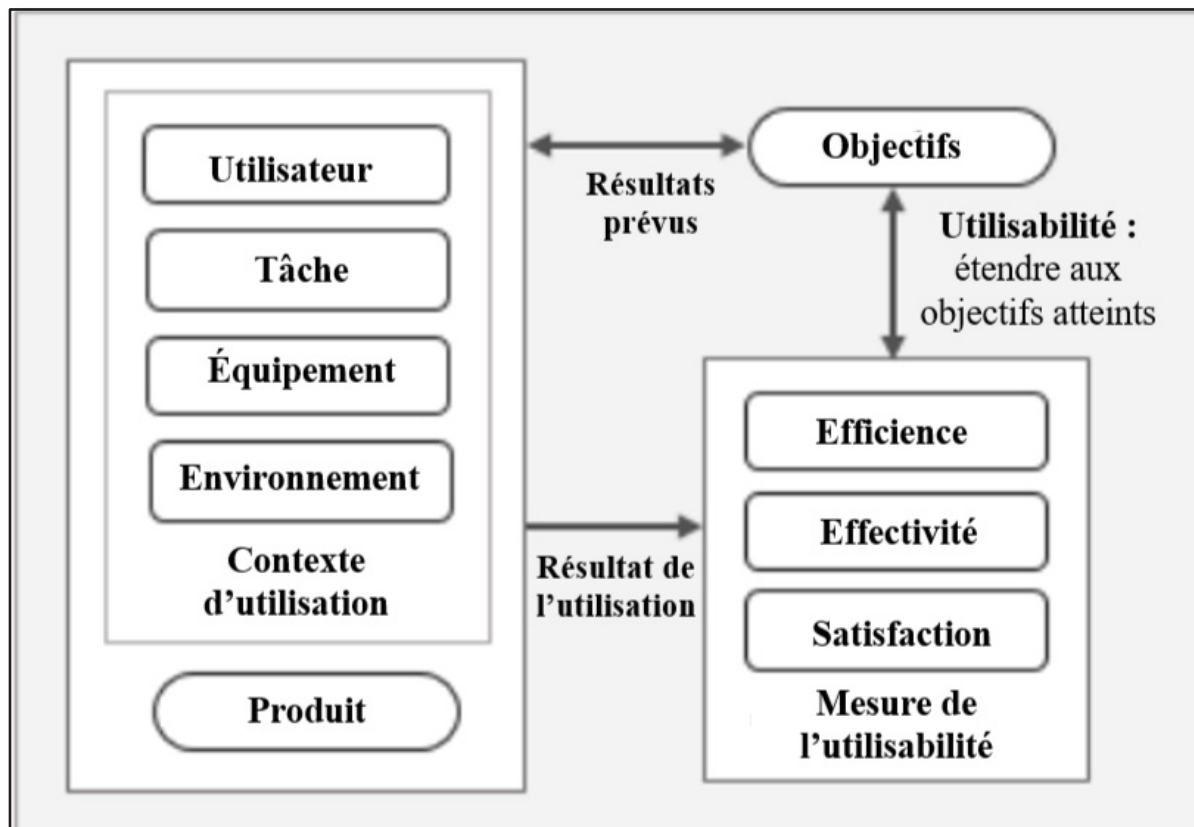 Utilisateur
Tâche
Équipement
Environnement
Contexte
d’utilisation
Produit
Résultats
prévus
Objectifs
Utilisabilité :
étendre aux
objectifs atteints
Résultat de
l’utilisation
Efficience
Effectivité
Satisfaction
Mesure de
l’utilisabilité